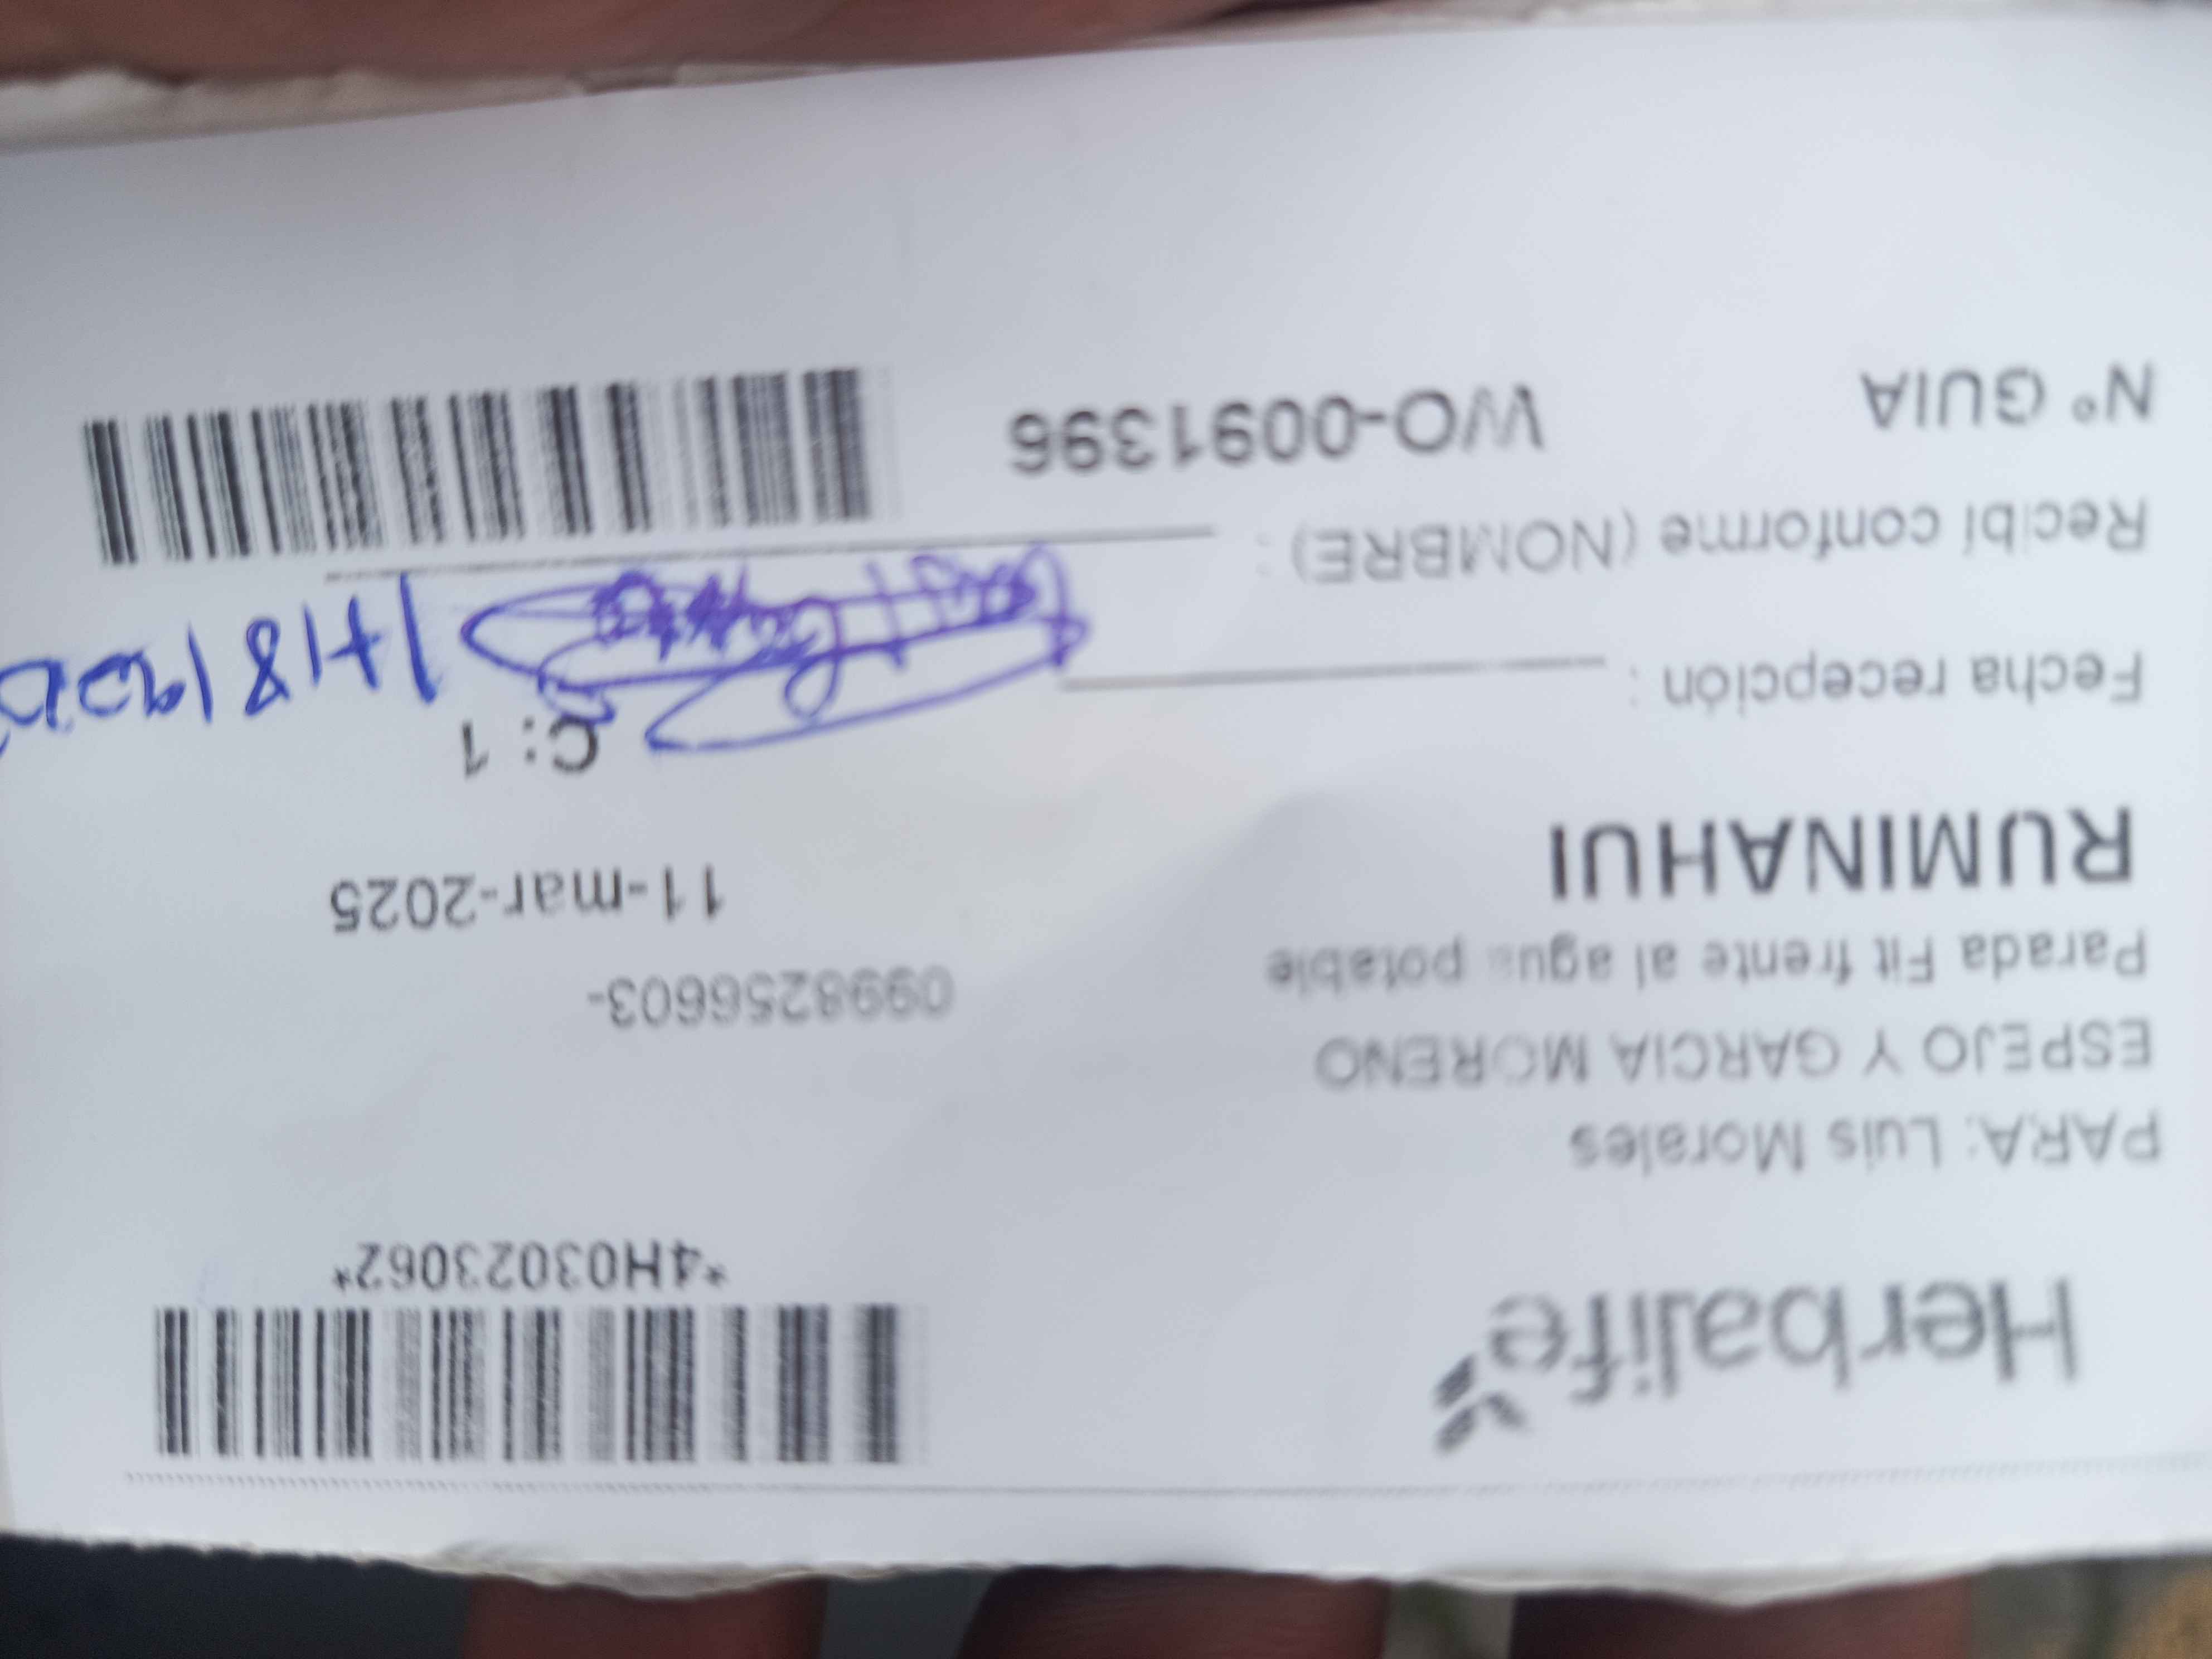 Herbalife
*4H03023062*
PARA: Luis Morales
ESPEJO Y GARCIA MORENO
Parada Fit frente al agua potable
0998256603-
RUMINAHUI
11-mar-2025
C: 1
Fecha recepción :
Recibí conforme (NOMBRE) :
N° GUIA WO-0091396